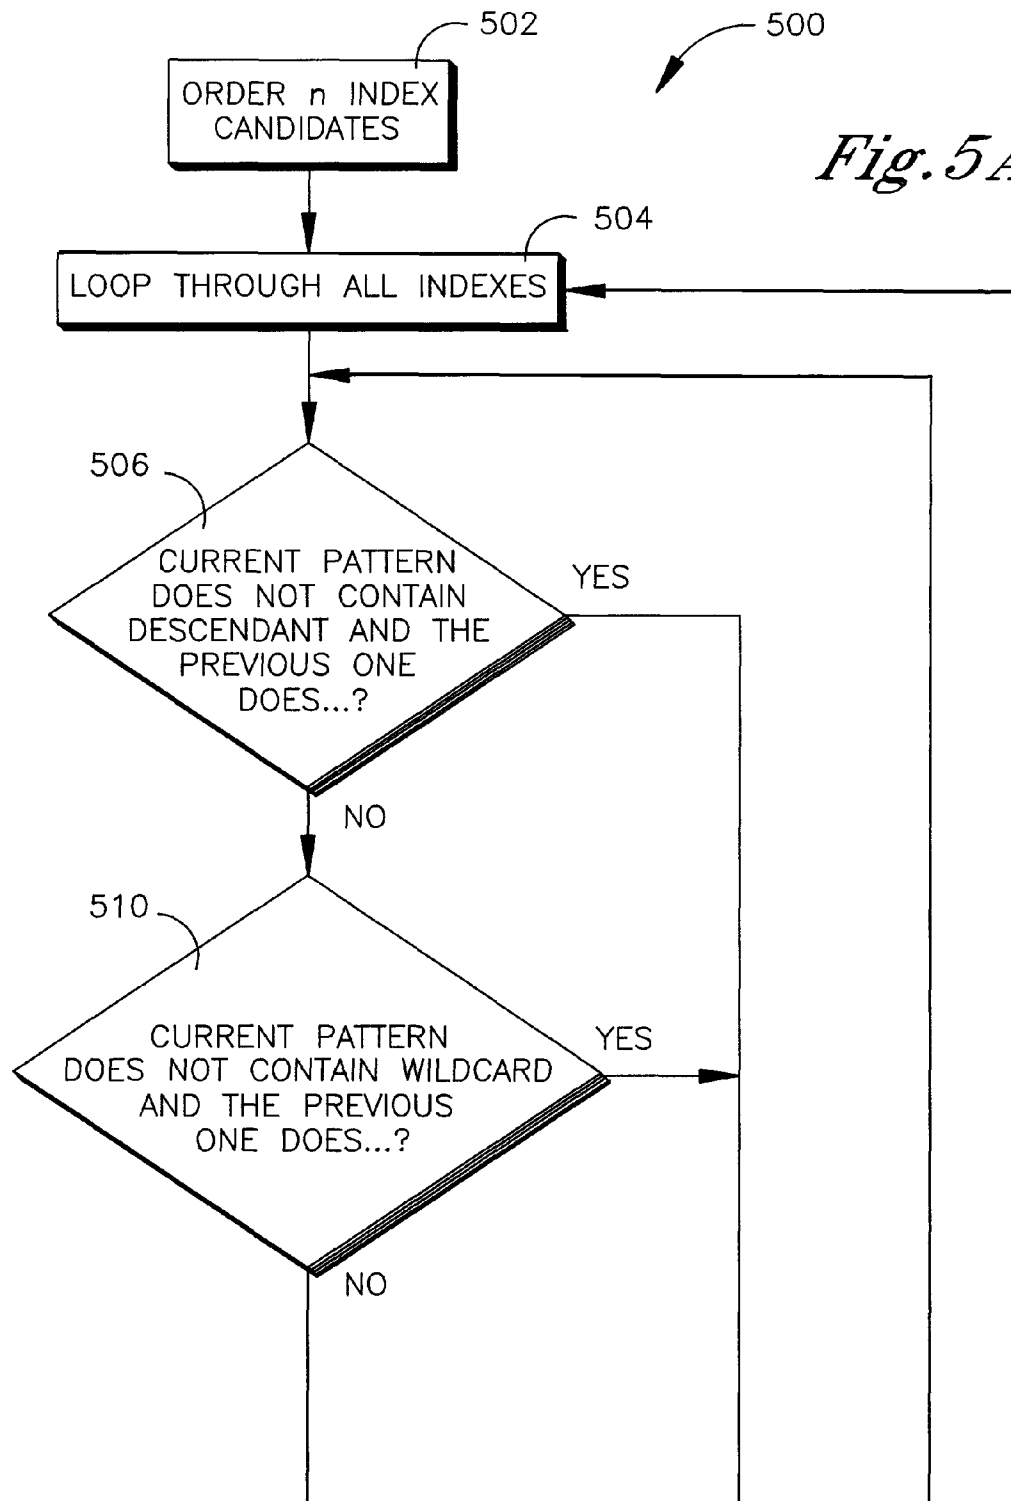 502
500
ORDER n INDEX
CANDIDATES
Fig. 5A
504
LOOP THROUGH ALL INDEXES
506
CURRENT PATTERN
DOES NOT CONTAIN
DESCENDANT AND THE
PREVIOUS ONE
DOES...?
YES
NO
510
CURRENT PATTERN
DOES NOT CONTAIN WILDCARD
AND THE PREVIOUS
ONE DOES...?
YES
NO